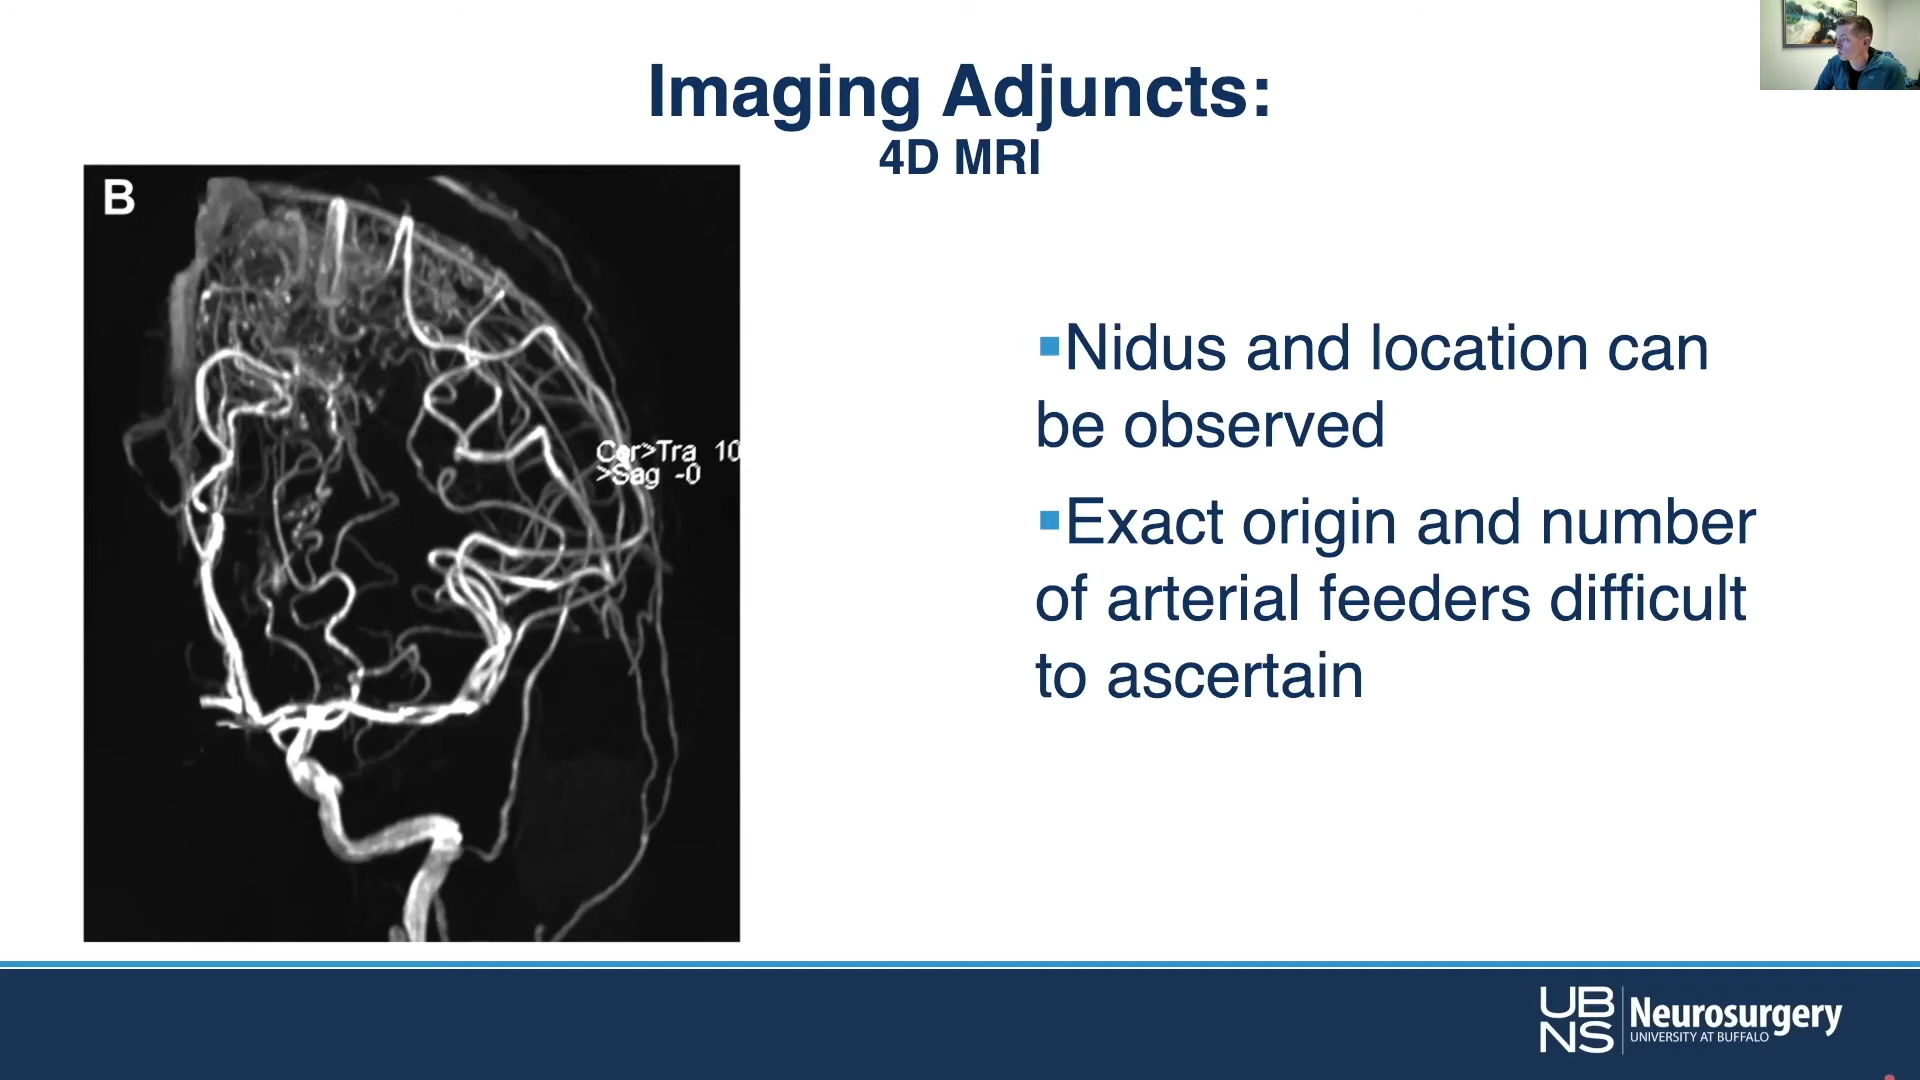 Imaging Adjuncts:
4D MRI
B
Cor>Tra 10
>Sag -0
▪Nidus and location can
be observed
▪Exact origin and number
of arterial feeders difficult
to ascertain
UB
NS
Neurosurgery
UNIVERSITY AT BUFFALO